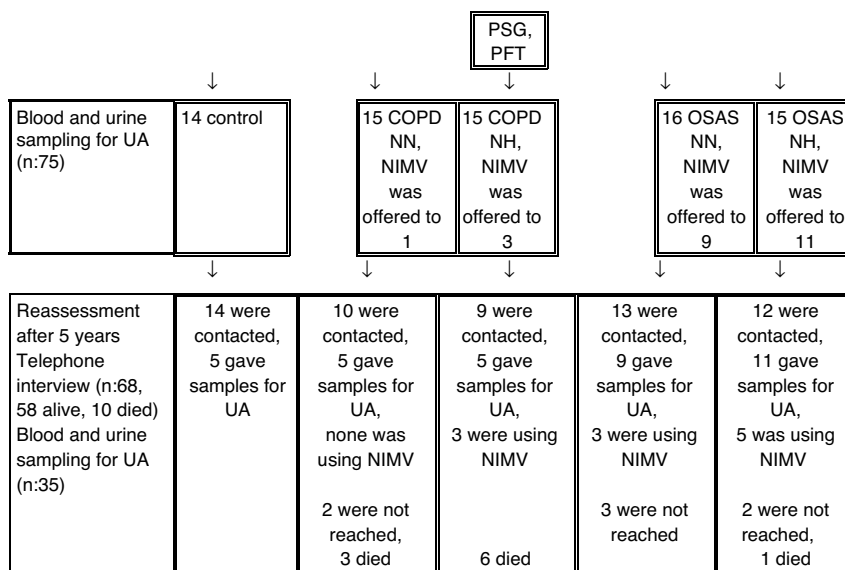 PSG,
PFT
↓ ↓ ↓ ↓ ↓
Blood and urine
sampling for UA
(n:75)
14 control
15 COPD
NN,
NIMV
was
offered to
1
15 COPD
NH,
NIMV
was
offered to
3
16 OSAS
NN,
NIMV
was
offered to
9
15 OSAS
NH,
NIMV
was
offered to
11
↓ ↓ ↓ ↓ ↓
Reassessment
after 5 years
Telephone
interview (n:68,
58 alive, 10 died)
Blood and urine
sampling for UA
(n:35)
14 were
contacted,
5 gave
samples for
UA
10 were
contacted,
5 gave
samples for
UA,
none was
using NIMV
2 were not
reached,
3 died
9 were
contacted,
5 gave
samples for
UA,
3 were using
NIMV
6 died
13 were
contacted,
9 gave
samples for
UA,
3 were using
NIMV
3 were not
reached
12 were
contacted,
11 gave
samples for
UA,
5 was using
NIMV
2 were not
reached,
1 died